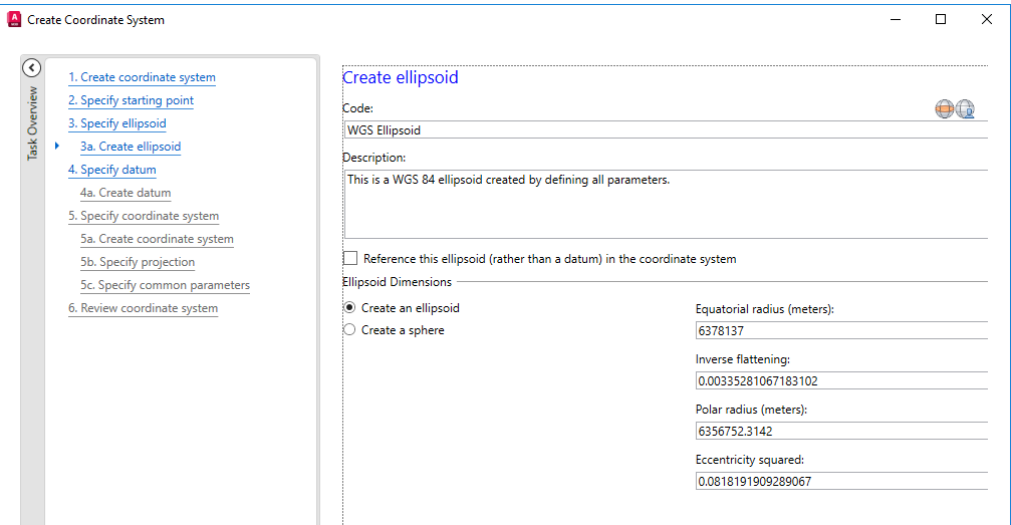 Create Coordinate System
Task Overview
1. Create coordinate system
2. Specify starting point
3. Specify ellipsoid
3a. Create ellipsoid
4. Specify datum
4a. Create datum
5. Specify coordinate system
5a. Create coordinate system
5b. Specify projection
5c. Specify common parameters
6. Review coordinate system
Create ellipsoid
Code:
WGS Ellipsoid
Description:
This is a WGS 84 ellipsoid created by defining all parameters.
Reference this ellipsoid (rather than a datum) in the coordinate system
Ellipsoid Dimensions
Create an ellipsoid
Create a sphere
Equatorial radius (meters):
6378137
Inverse flattening:
0.00335281067183102
Polar radius (meters):
6356752.3142
Eccentricity squared:
0.0818191909289067